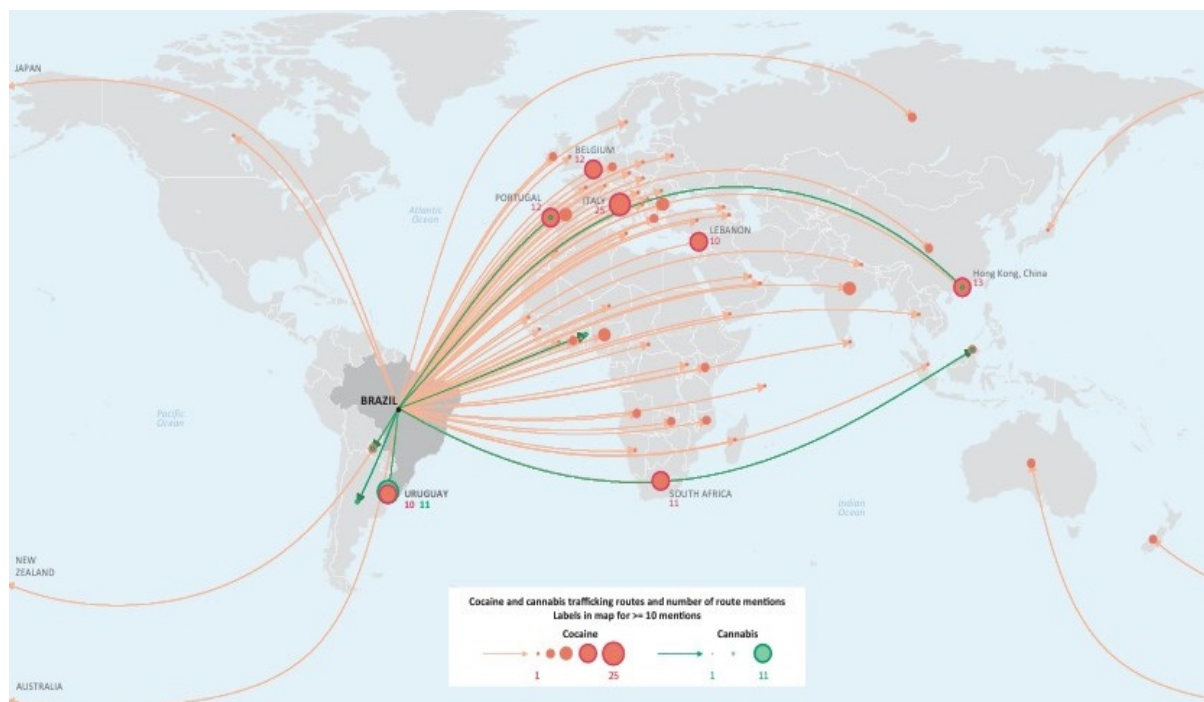 JAPAN
BELGIUM
12
PORTUGAL
12
ITALY
25
Atlantic
Ocean
LEBANON
10
Hong Kong, China
13
BRAZIL
Pacific
Ocean
URUGUAY
10 11
SOUTH AFRICA
11
Indian
Ocean
NEW
ZEALAND
Cocaine and cannabis trafficking routes and number of route mentions
Labels in map for >= 10 mentions
Cocaine Cannabis
1 25 1 11
AUSTRALIA